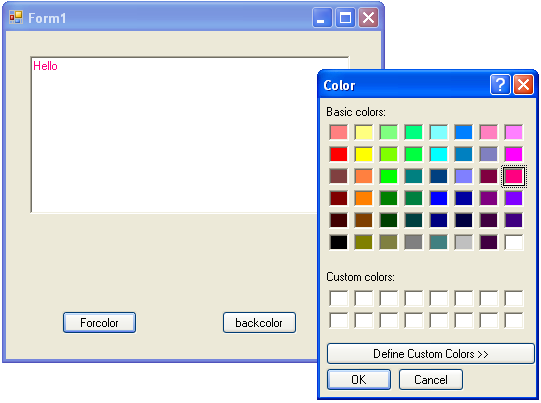 Form1
Hello
Forcolor
backcolor
Color
Basic colors:
Custom colors:
Define Custom Colors >>
OK
Cancel